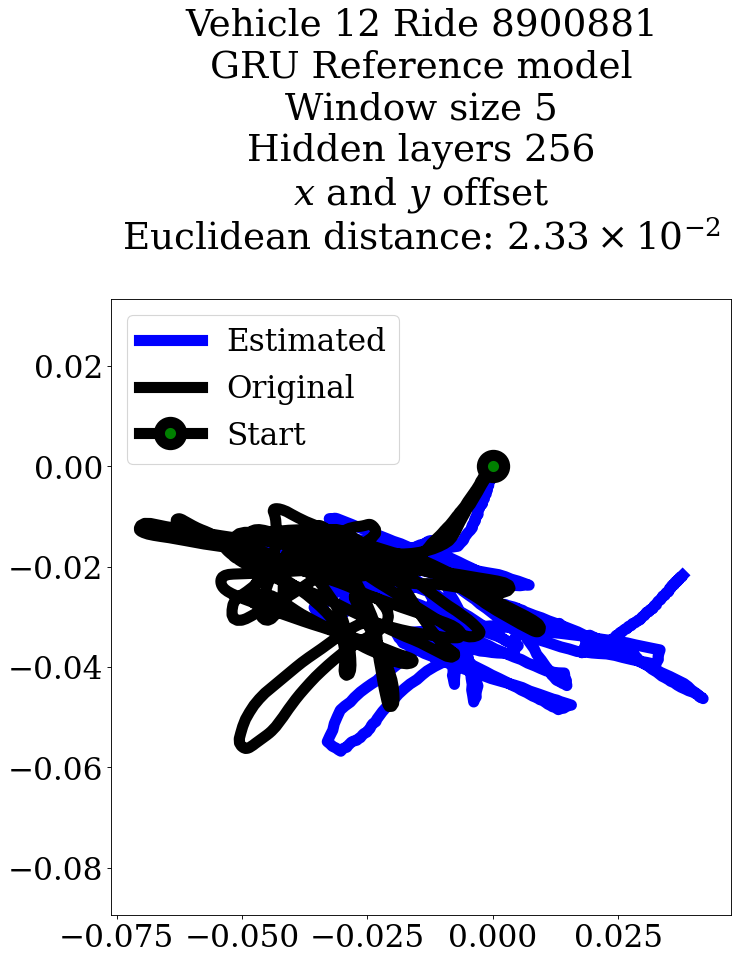 Vehicle 12 Ride 8900881
GRU Reference model
Window size 5
Hidden layers 256
x and y offset
Euclidean distance: 2.33 × 10⁻²
Estimated
Original
Start
0.02
0.00
−0.02
−0.04
−0.06
−0.08
−0.075 −0.050 −0.025 0.000 0.025